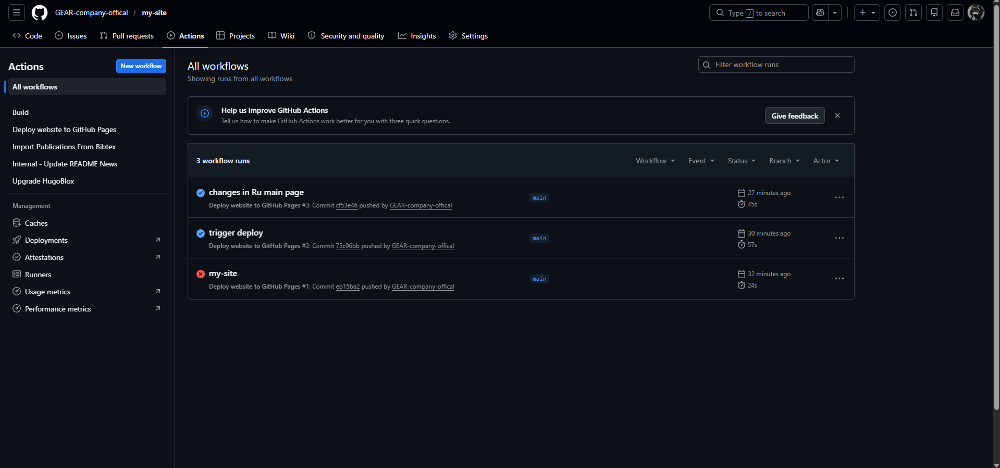 GEAR-company-offical / my-site
Type / to search
Code
Issues
Pull requests
Actions
Projects
Wiki
Security and quality
Insights
Settings
Actions
New workflow
All workflows
Build
Deploy website to GitHub Pages
Import Publications From Bibtex
Internal - Update README News
Upgrade HugoBlox
Management
Caches
Deployments
Attestations
Runners
Usage metrics
Performance metrics
All workflows
Showing runs from all workflows
Filter workflow runs
Help us improve GitHub Actions
Tell us how to make GitHub Actions work better for you with three quick questions.
Give feedback
3 workflow runs
Workflow
Event
Status
Branch
Actor
changes in Ru main page
Deploy website to GitHub Pages #3: Commit cf53e46 pushed by GEAR-company-offical
main
27 minutes ago
45s
trigger deploy
Deploy website to GitHub Pages #2: Commit 75c96bb pushed by GEAR-company-offical
main
30 minutes ago
57s
my-site
Deploy website to GitHub Pages #1: Commit eb15ba2 pushed by GEAR-company-offical
main
32 minutes ago
24s